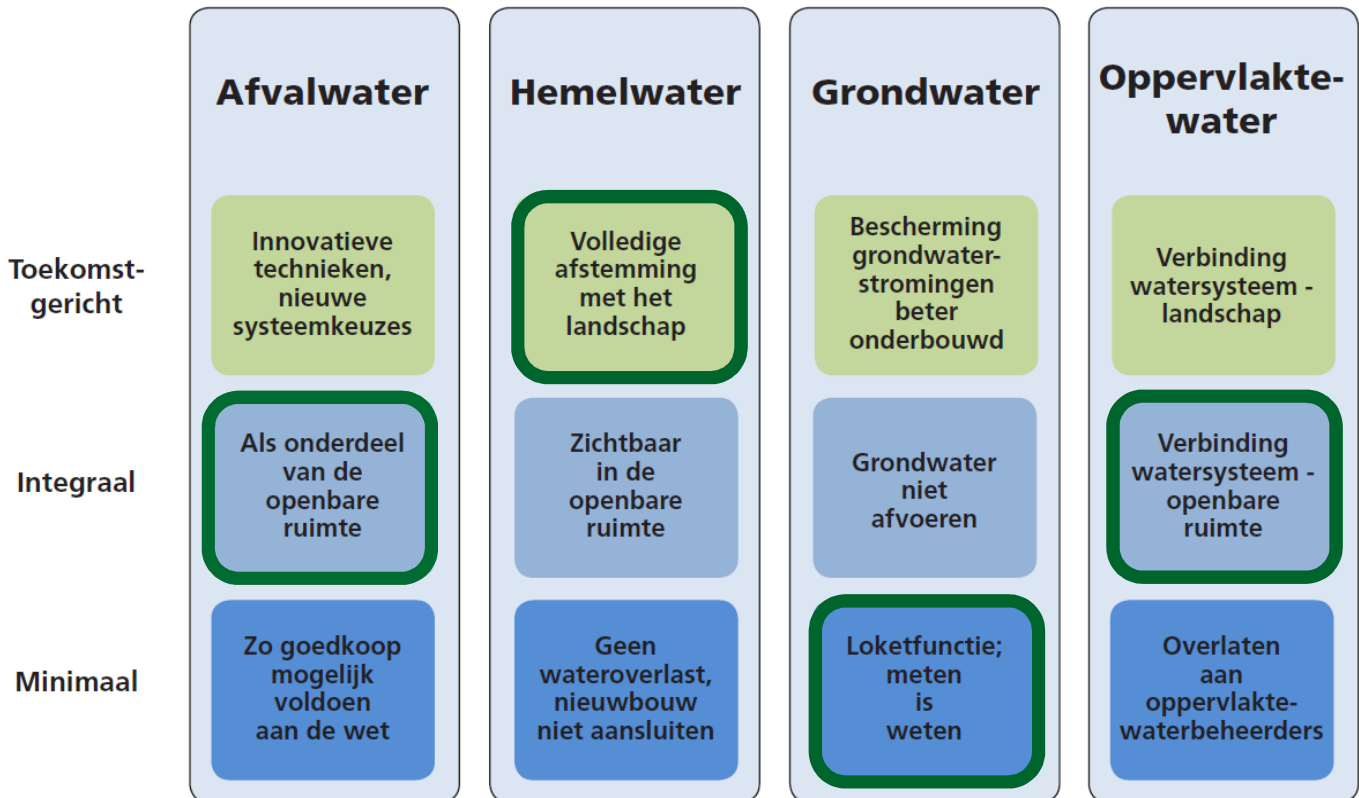 Afvalwater
Hemelwater
Grondwater
Oppervlakte-
water
Toekomst-
gericht
Innovatieve
technieken,
nieuwe
systeemkeuzes
Volledige
afstemming
met het
landschap
Bescherming
grondwater-
stromingen
beter
onderbouwd
Verbinding
watersysteem -
landschap
Integraal
Als onderdeel
van de
openbare
ruimte
Zichtbaar
in de
openbare
ruimte
Grondwater
niet
afvoeren
Verbinding
watersysteem -
openbare
ruimte
Minimaal
Zo goedkoop
mogelijk
voldoen
aan de wet
Geen
wateroverlast,
nieuwbouw
niet aansluiten
Loketfunctie;
meten
is
weten
Overlaten
aan
oppervlakte-
waterbeheerders